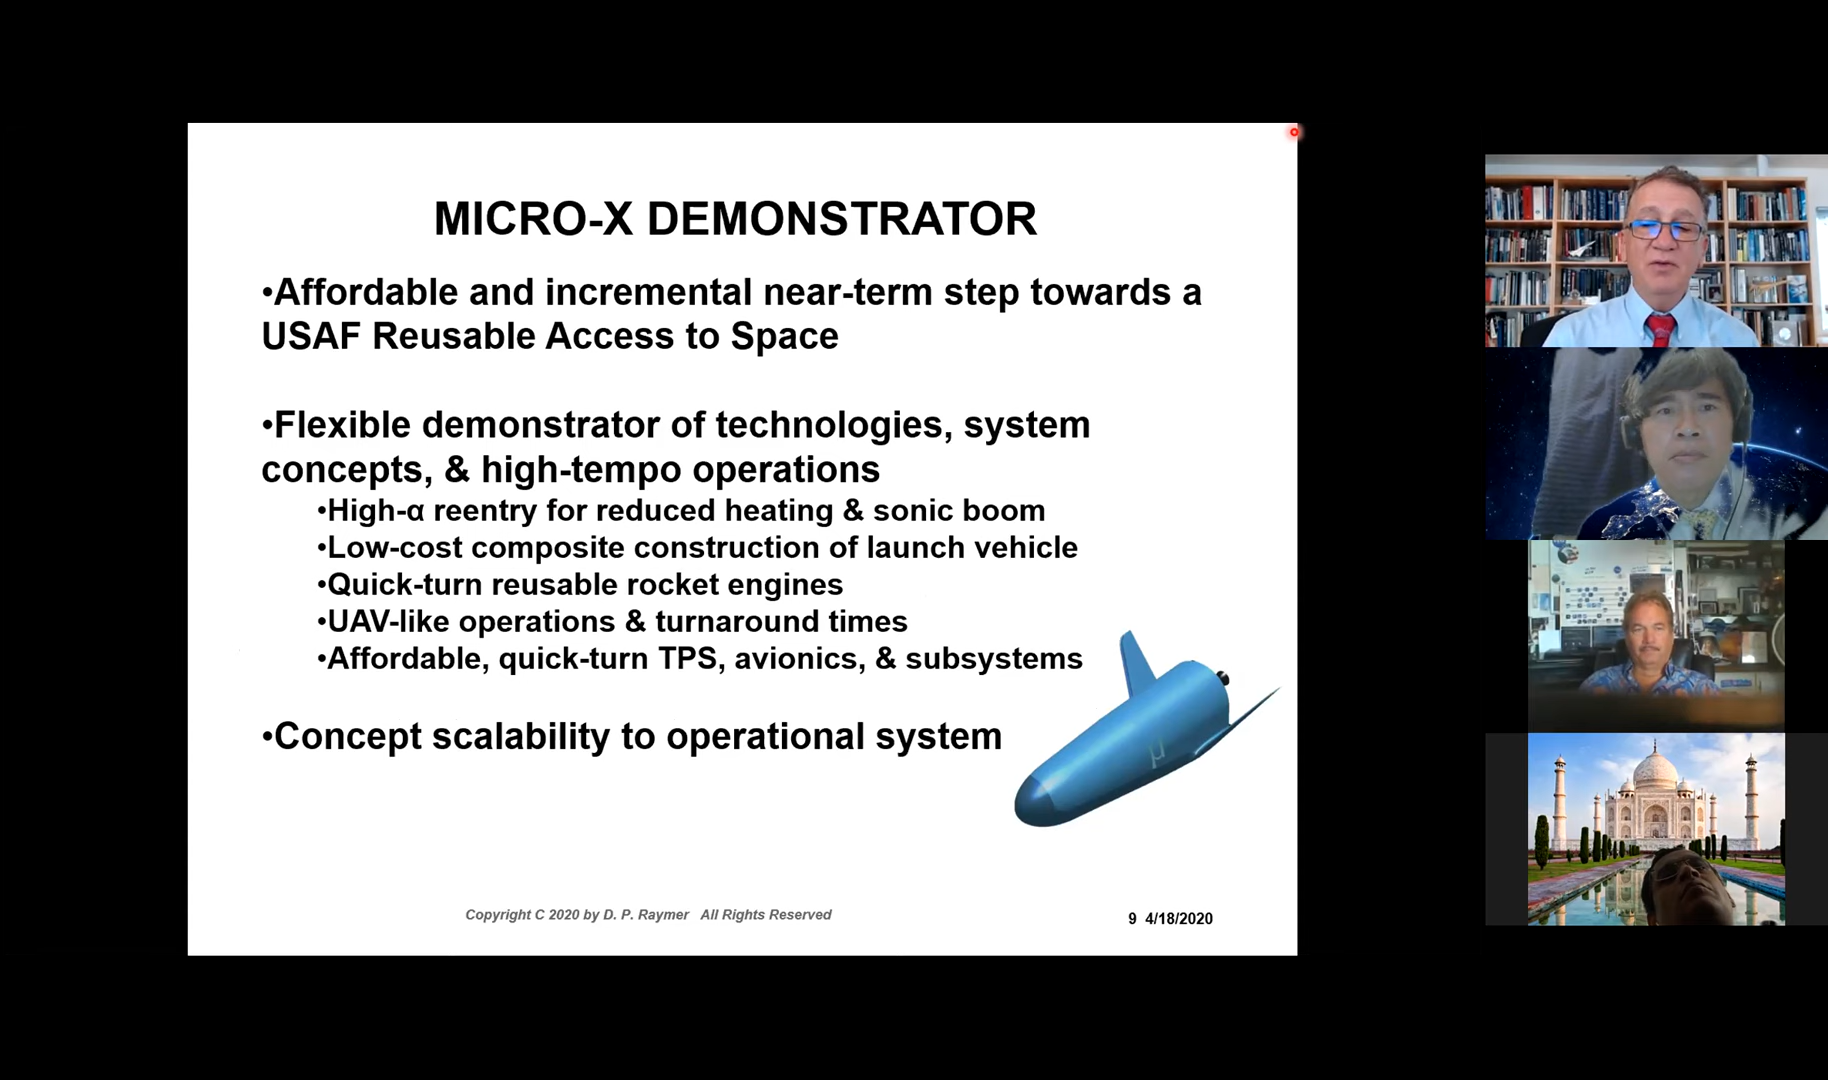 MICRO-X DEMONSTRATOR
•Affordable and incremental near-term step towards a
USAF Reusable Access to Space
•Flexible demonstrator of technologies, system
concepts, & high-tempo operations
•High-α reentry for reduced heating & sonic boom
•Low-cost composite construction of launch vehicle
•Quick-turn reusable rocket engines
•UAV-like operations & turnaround times
•Affordable, quick-turn TPS, avionics, & subsystems
•Concept scalability to operational system
μ
Copyright C 2020 by D. P. Raymer All Rights Reserved
9 4/18/2020